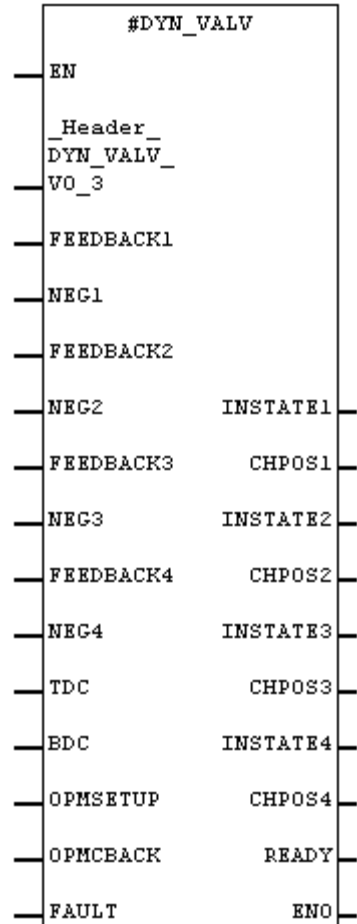 #DYN_VALV
EN
_Header_
DYN_VALV_
V0_3
FEEDBACK1
NEG1
FEEDBACK2
NEG2 INSTATE1
FEEDBACK3 CHPOS1
NEG3 INSTATE2
FEEDBACK4 CHPOS2
NEG4 INSTATE3
TDC CHPOS3
BDC INSTATE4
OPMSETUP CHPOS4
OPMCBACK READY
FAULT ENO